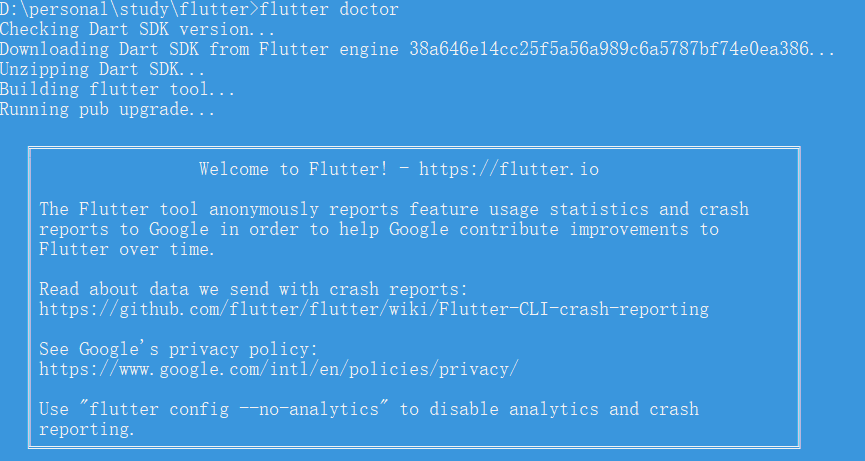 D:\personal\study\flutter>flutter doctor
Checking Dart SDK version...
Downloading Dart SDK from Flutter engine 38a646e14cc25f5a56a989c6a5787bf74e0ea386...
Unzipping Dart SDK...
Building flutter tool...
Running pub upgrade...
Welcome to Flutter! - https://flutter.io
The Flutter tool anonymously reports feature usage statistics and crash
reports to Google in order to help Google contribute improvements to
Flutter over time.
Read about data we send with crash reports:
https://github.com/flutter/flutter/wiki/Flutter-CLI-crash-reporting
See Google's privacy policy:
https://www.google.com/intl/en/policies/privacy/
Use "flutter config --no-analytics" to disable analytics and crash
reporting.